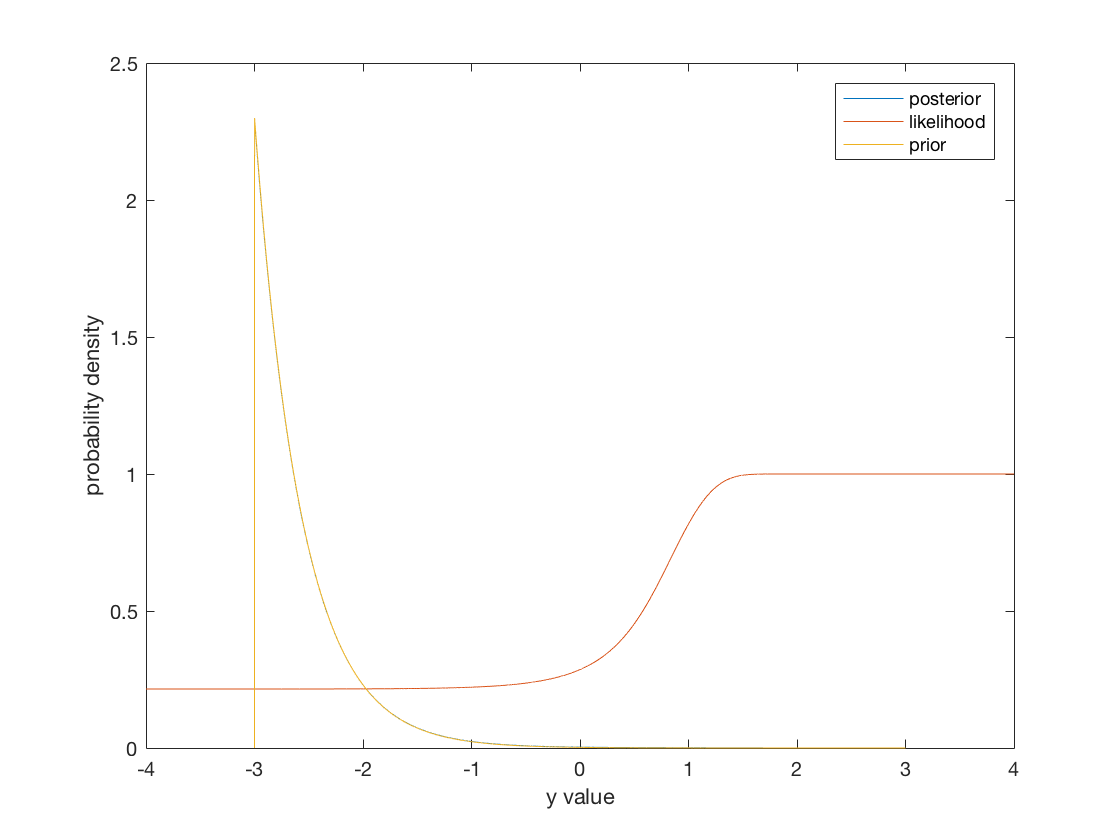 2.5
2
1.5
1
0.5
0
-4 -3 -2 -1 0 1 2 3 4
probability density
y value
posterior
likelihood
prior